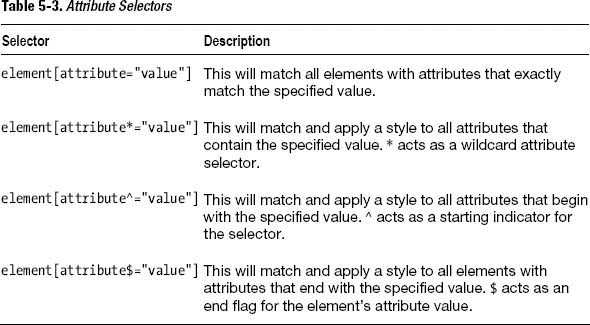 Table 5-3. Attribute Selectors
Selector Description
element[attribute="value"] This will match all elements with attributes that exactly
match the specified value.
element[attribute*="value"] This will match and apply a style to all attributes that
contain the specified value. * acts as a wildcard attribute
selector.
element[attribute^="value"] This will match and apply a style to all attributes that begin
with the specified value. ^ acts as a starting indicator for
the selector.
element[attribute$="value"] This will match and apply a style to all elements with
attributes that end with the specified value. $ acts as an
end flag for the element's attribute value.